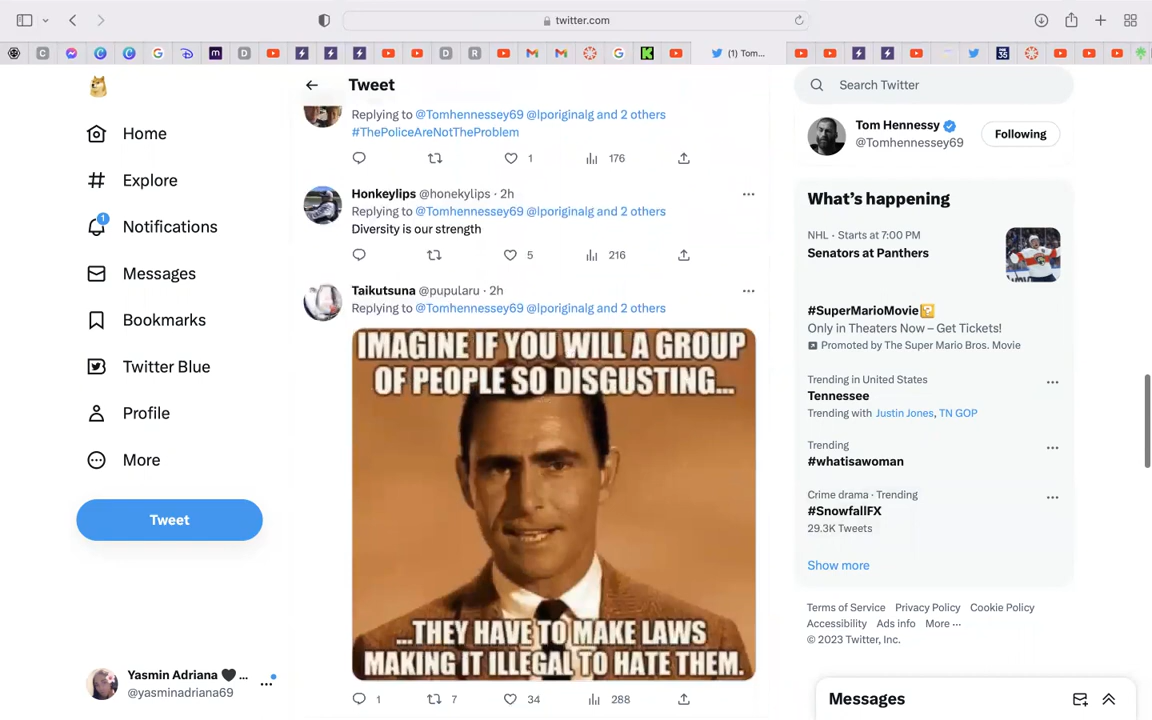 twitter.com
(1) Tom...
Home
Explore
1
Notifications
Messages
Bookmarks
Twitter Blue
Profile
More
Tweet
Yasmin Adriana 🖤 ...
@yasminadriana69
Tweet
Replying to @Tomhennessey69 @lporiginalg and 2 others
#ThePoliceAreNotTheProblem
1
176
Honkeylips @honekylips · 2h
Replying to @Tomhennessey69 @lporiginalg and 2 others
Diversity is our strength
5
216
Taikutsuna @pupularu · 2h
Replying to @Tomhennessey69 @lporiginalg and 2 others
IMAGINE IF YOU WILL A GROUP
OF PEOPLE SO DISGUSTING...
...THEY HAVE TO MAKE LAWS
MAKING IT ILLEGAL TO HATE THEM.
1
7
34
288
Search Twitter
Tom Hennessy
@Tomhennessey69
Following
What's happening
NHL · Starts at 7:00 PM
Senators at Panthers
#SuperMarioMovie
Only in Theaters Now – Get Tickets!
Promoted by The Super Mario Bros. Movie
Trending in United States
Tennessee
Trending with Justin Jones, TN GOP
Trending
#whatisawoman
Crime drama · Trending
#SnowfallFX
29.3K Tweets
Show more
Terms of Service Privacy Policy Cookie Policy
Accessibility Ads info More ...
© 2023 Twitter, Inc.
Messages